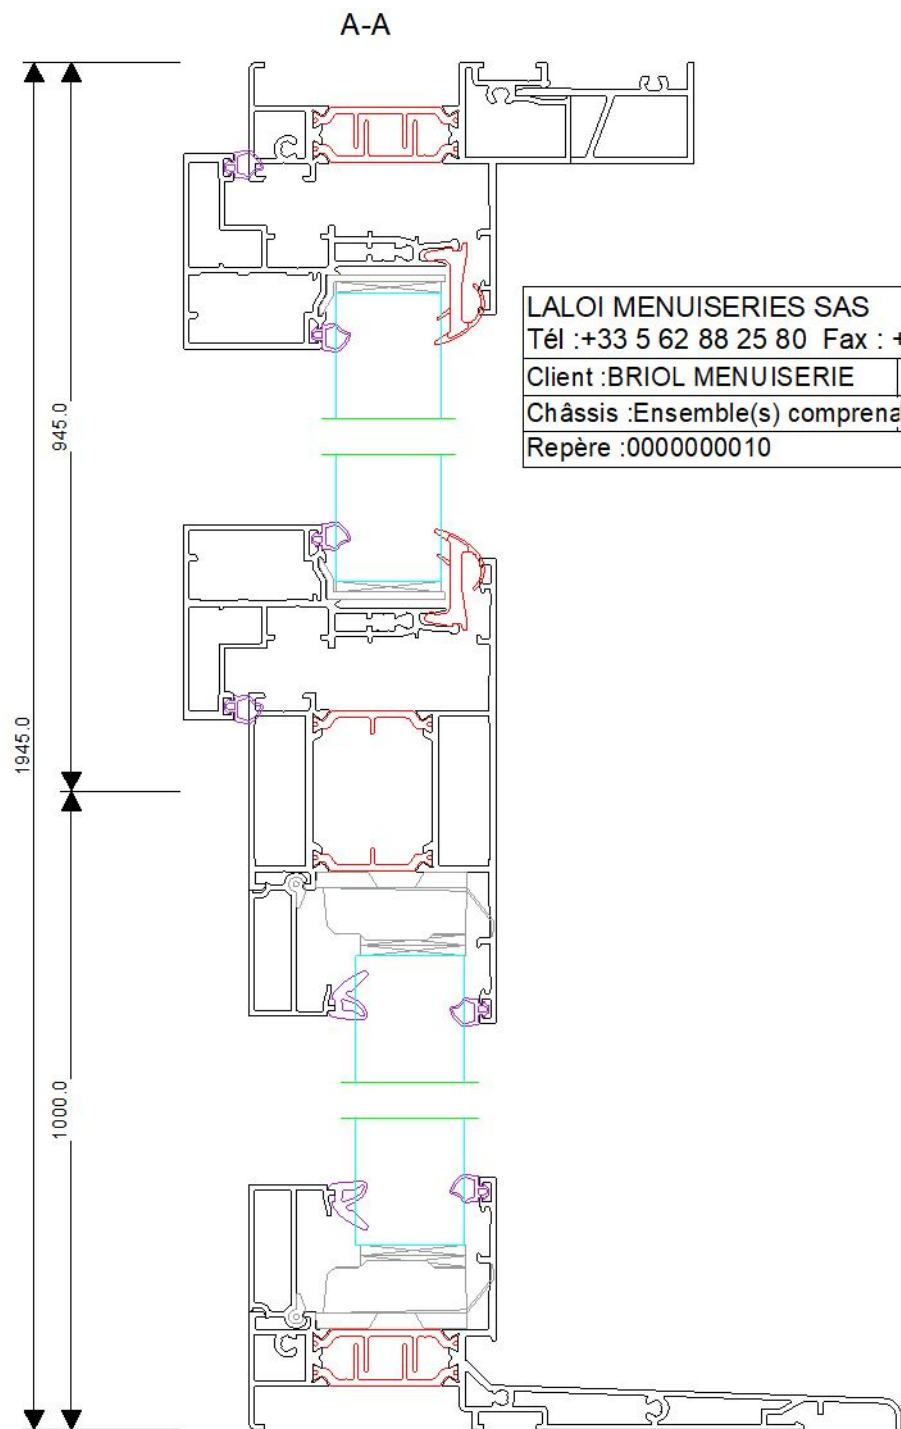 A-A
LALOI MENUISERIES SAS
Tél :+33 5 62 88 25 80 Fax : +
Client :BRIOL MENUISERIE
Châssis :Ensemble(s) comprena
Repère :0000000010
945.0
1945.0
1000.0